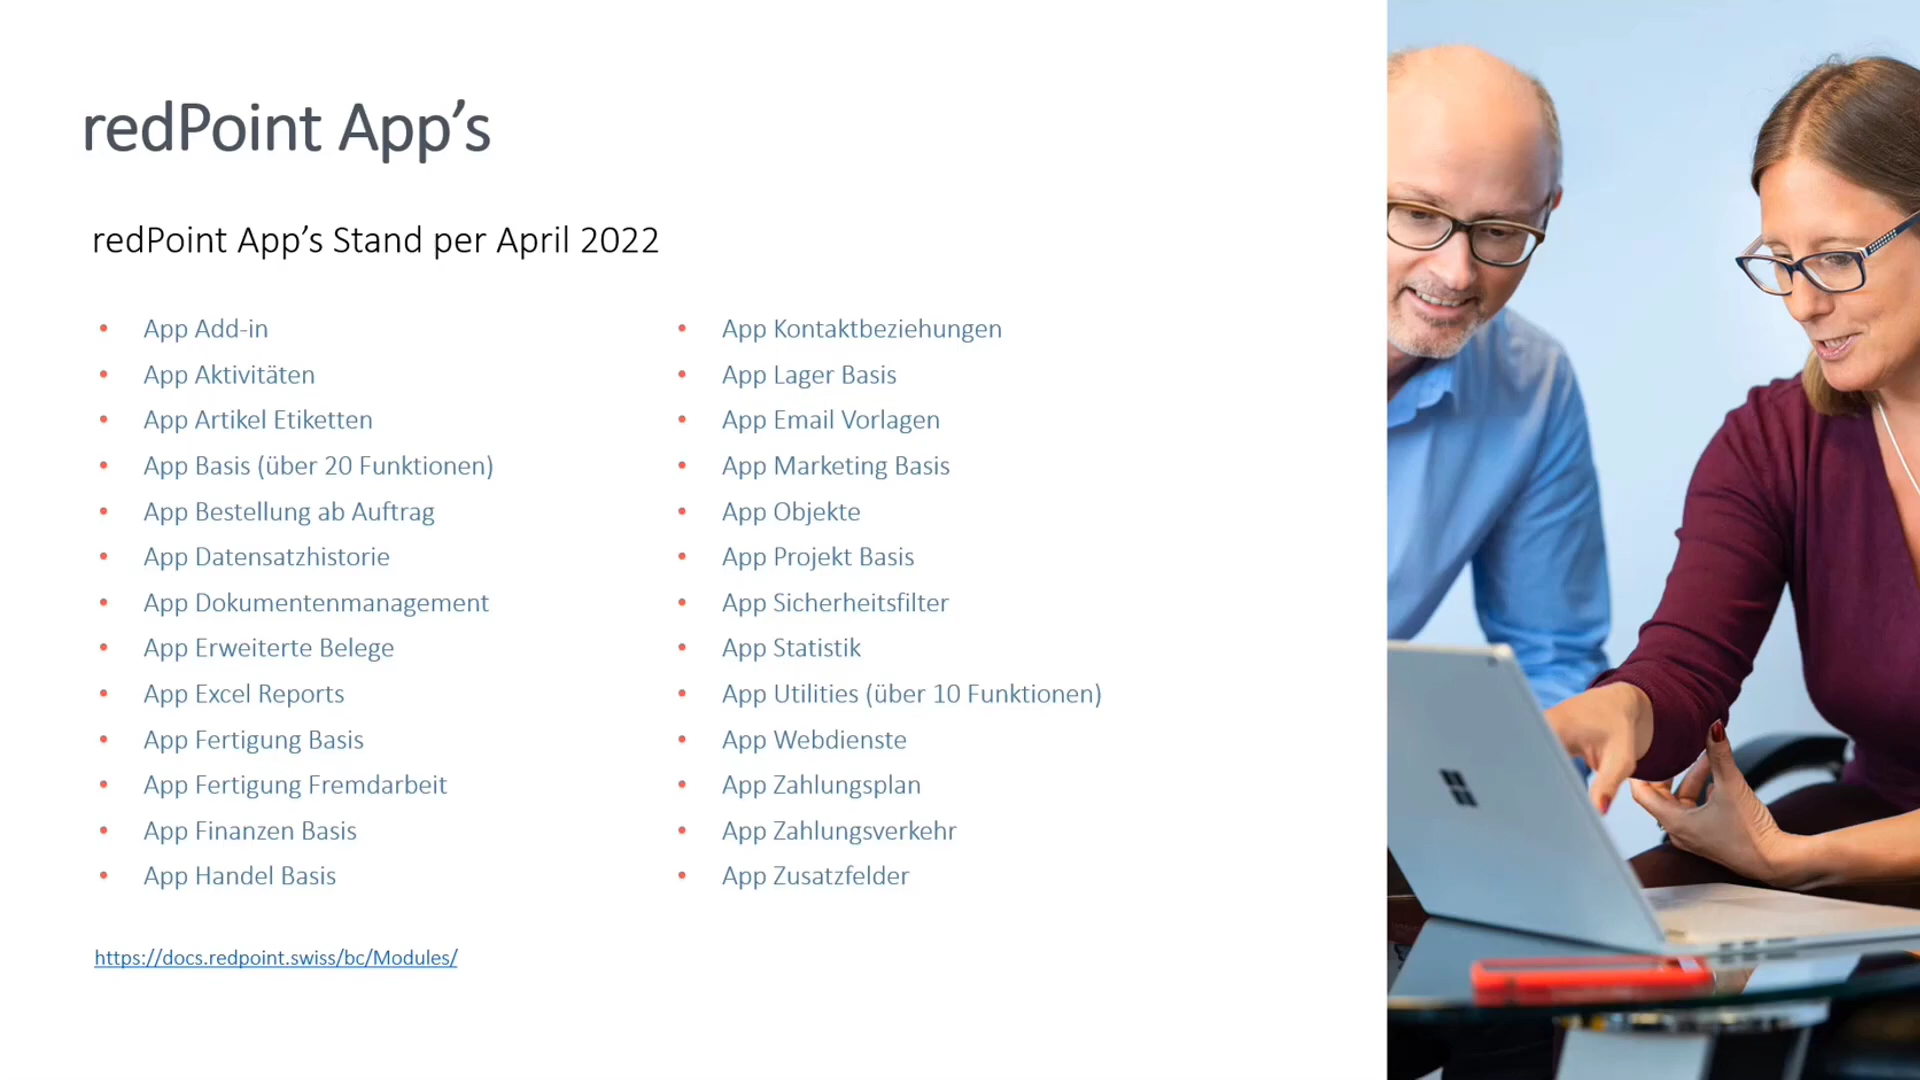 redPoint App’s
redPoint App’s Stand per April 2022
• App Add-in
• App Aktivitäten
• App Artikel Etiketten
• App Basis (über 20 Funktionen)
• App Bestellung ab Auftrag
• App Datensatzhistorie
• App Dokumentenmanagement
• App Erweiterte Belege
• App Excel Reports
• App Fertigung Basis
• App Fertigung Fremdarbeit
• App Finanzen Basis
• App Handel Basis
• App Kontaktbeziehungen
• App Lager Basis
• App Email Vorlagen
• App Marketing Basis
• App Objekte
• App Projekt Basis
• App Sicherheitsfilter
• App Statistik
• App Utilities (über 10 Funktionen)
• App Webdienste
• App Zahlungsplan
• App Zahlungsverkehr
• App Zusatzfelder
https://docs.redpoint.swiss/bc/Modules/